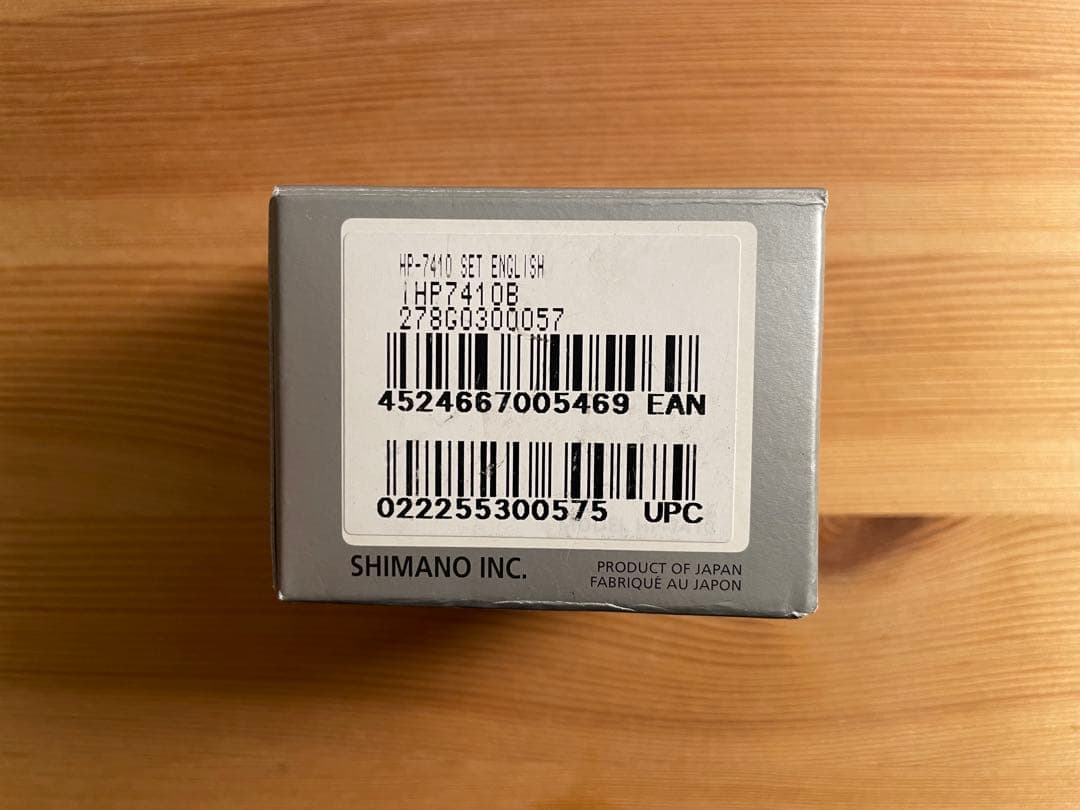 HP-7410 SET ENGLISH
IHP7410B
278G0300057
4524667005469 EAN
022255300575 UPC
SHIMANO INC.
PRODUCT OF JAPAN
FABRIQUÉ AU JAPON